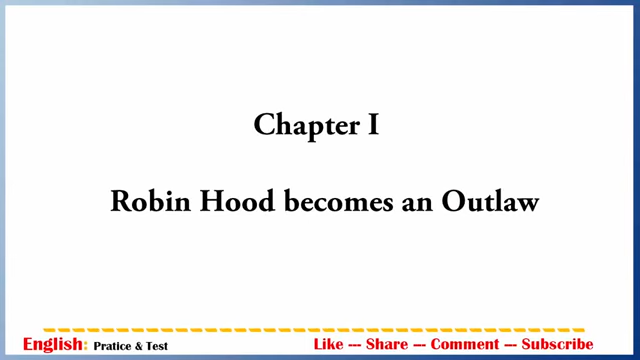 Chapter I
Robin Hood becomes an Outlaw
English: Pratice & Test
Like --- Share --- Comment --- Subscribe